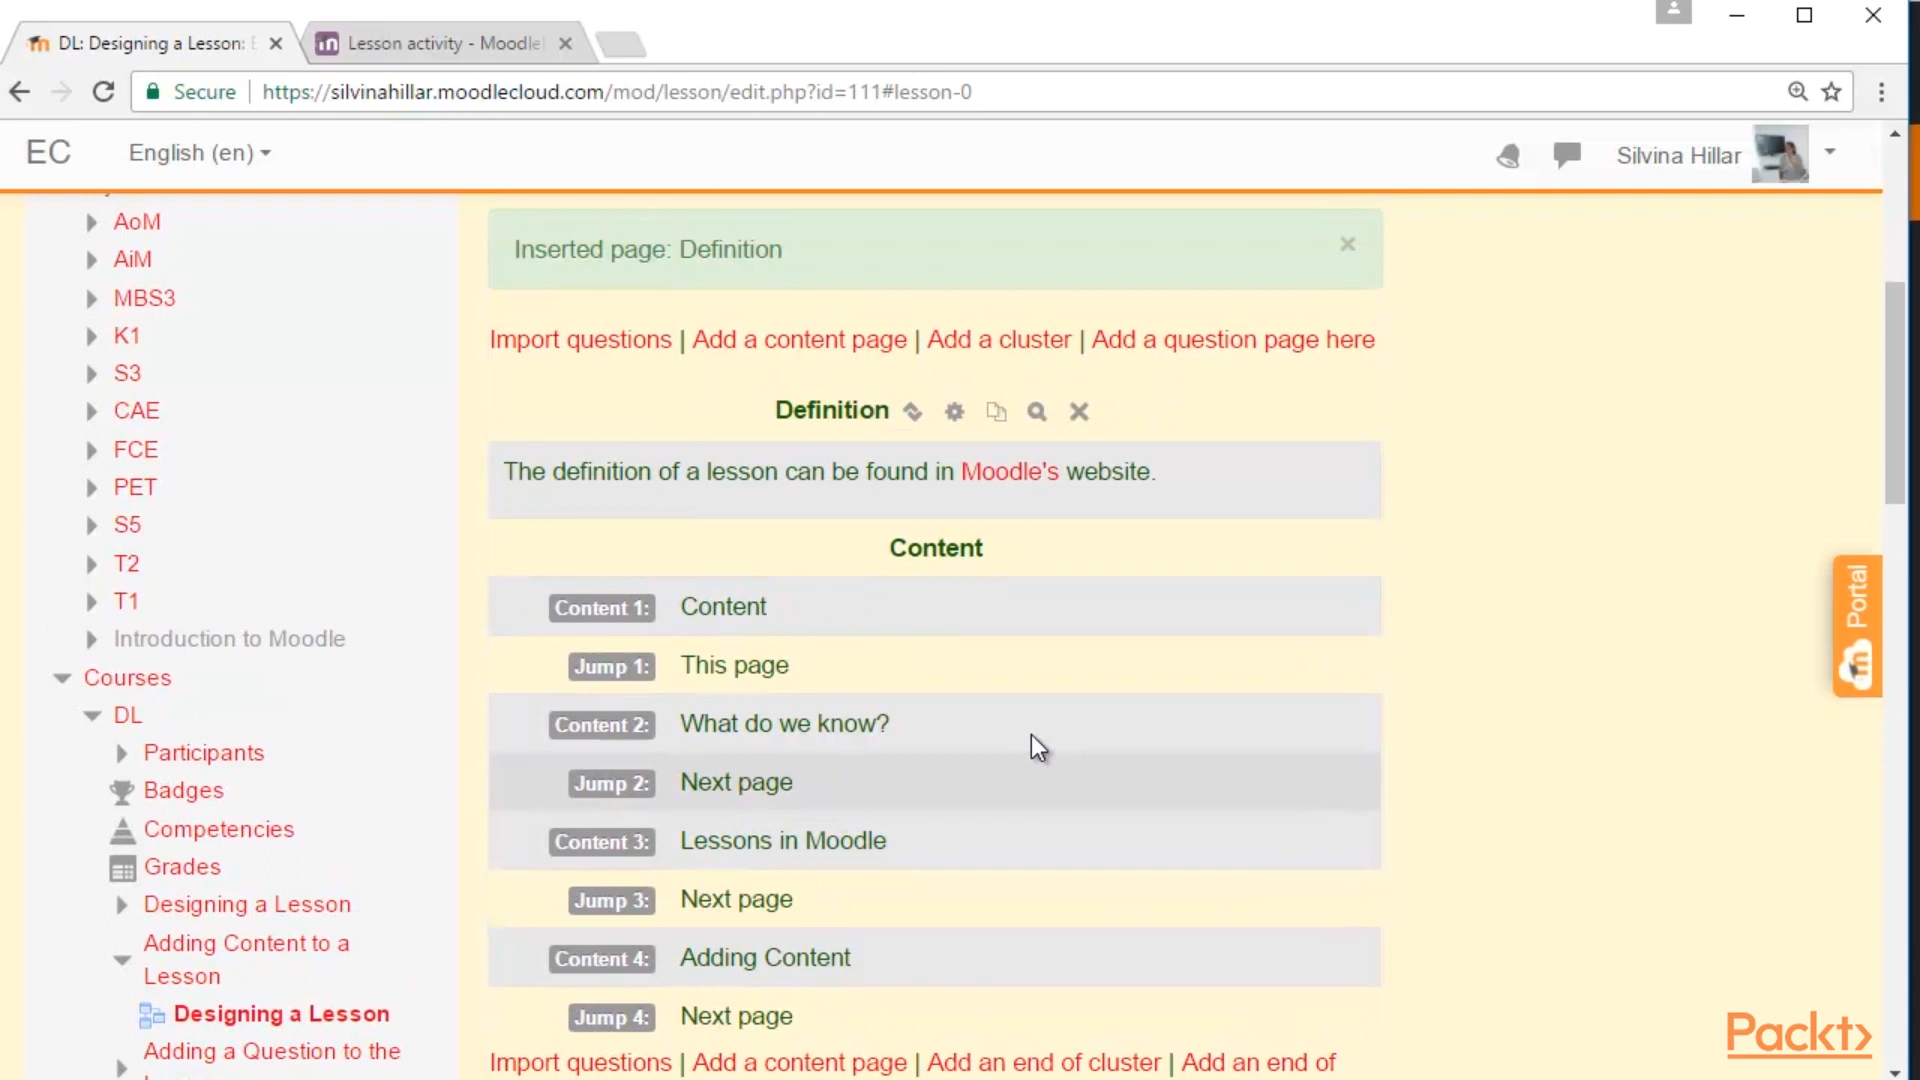 DL: Designing a Lesson:
Lesson activity - Moodle
Secure
https://silvinahillar.moodlecloud.com/mod/lesson/edit.php?id=111#lesson-0
EC
English (en)
Silvina Hillar
AoM
AiM
MBS3
K1
S3
CAE
FCE
PET
S5
T2
T1
Introduction to Moodle
Courses
DL
Participants
Badges
Competencies
Grades
Designing a Lesson
Adding Content to a
Lesson
Designing a Lesson
Adding a Question to the
Inserted page: Definition
Import questions | Add a content page | Add a cluster | Add a question page here
Definition
The definition of a lesson can be found in Moodle's website.
Content
Content 1: Content
Jump 1: This page
Content 2: What do we know?
Jump 2: Next page
Content 3: Lessons in Moodle
Jump 3: Next page
Content 4: Adding Content
Jump 4: Next page
Import questions | Add a content page | Add an end of cluster | Add an end of
Portal
Packt